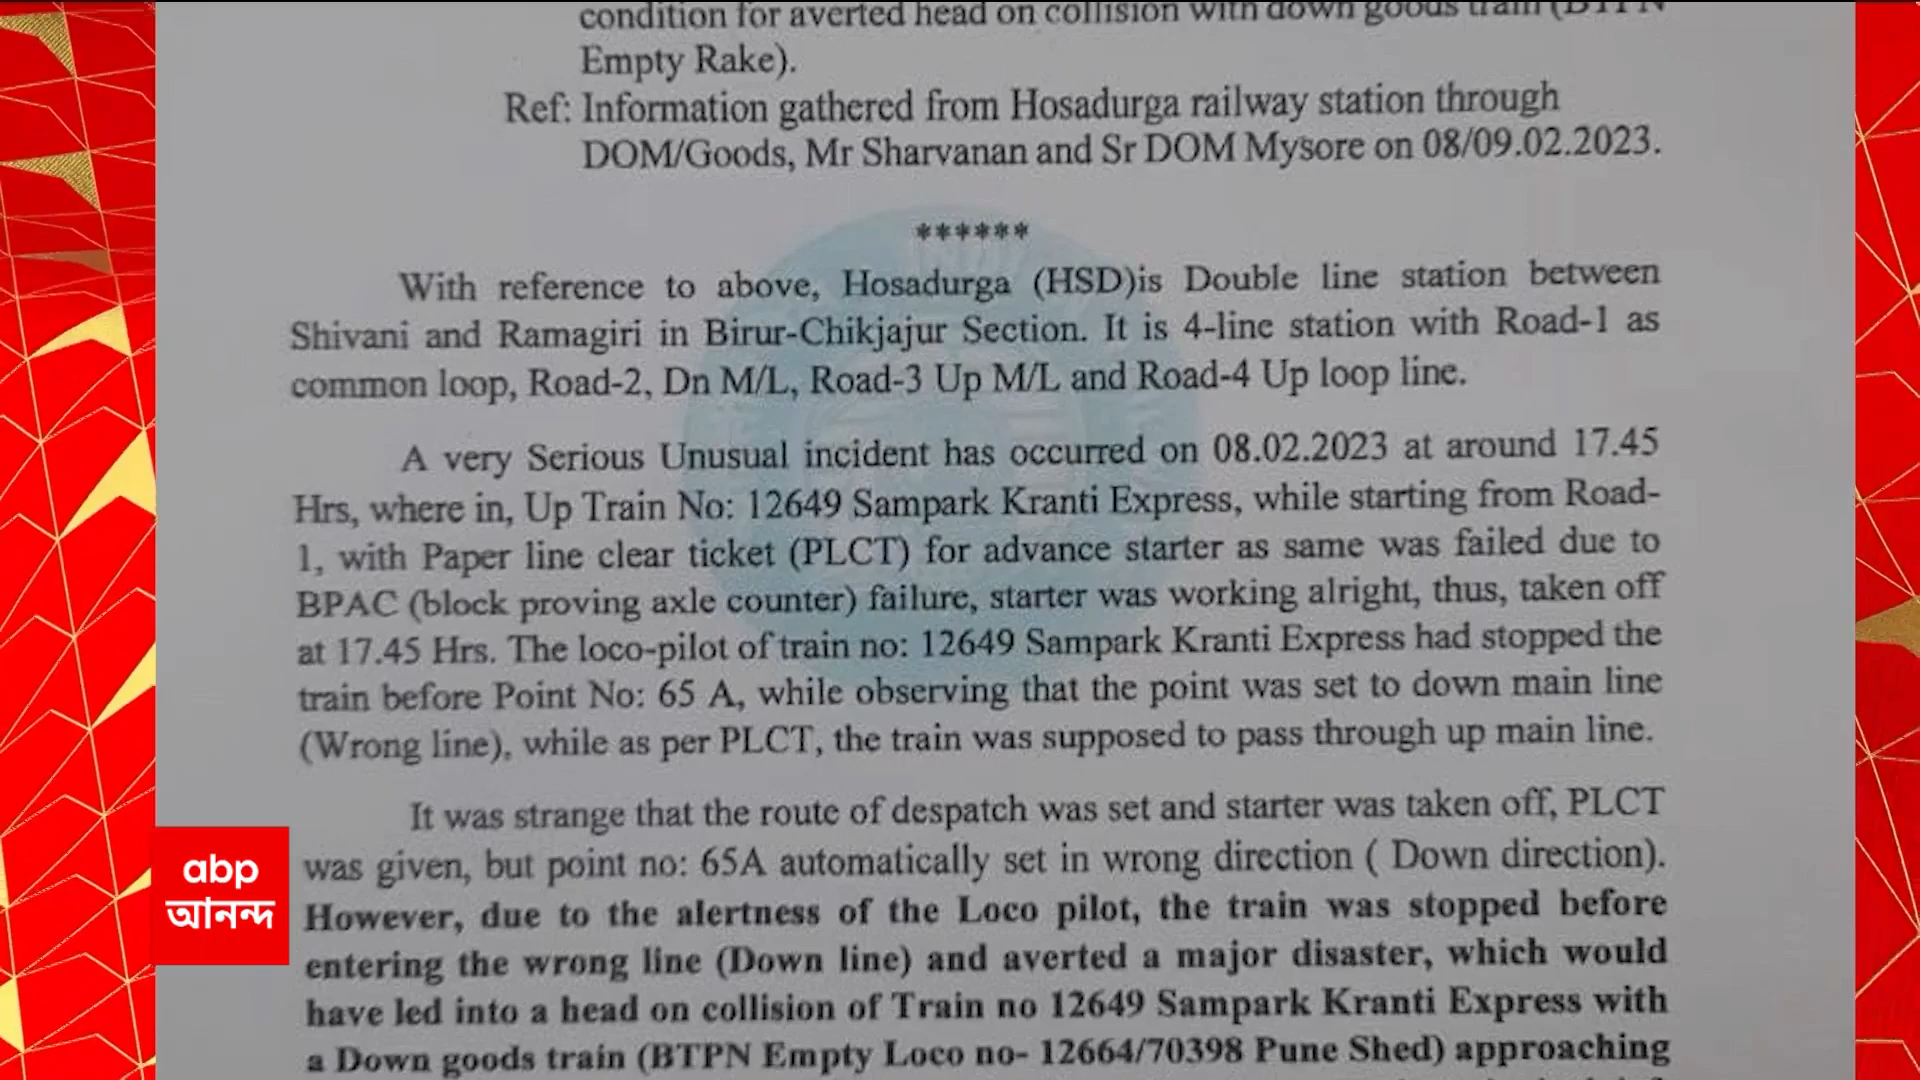 condition for averted head on collision with down goods train (BTPN
Empty Rake).
Ref: Information gathered from Hosadurga railway station through
DOM/Goods, Mr Sharvanan and Sr DOM Mysore on 08/09.02.2023.
******
With reference to above, Hosadurga (HSD)is Double line station between
Shivani and Ramagiri in Birur-Chikjajur Section. It is 4-line station with Road-1 as
common loop, Road-2, Dn M/L, Road-3 Up M/L and Road-4 Up loop line.
A very Serious Unusual incident has occurred on 08.02.2023 at around 17.45
Hrs, where in, Up Train No: 12649 Sampark Kranti Express, while starting from Road-
1, with Paper line clear ticket (PLCT) for advance starter as same was failed due to
BPAC (block proving axle counter) failure, starter was working alright, thus, taken off
at 17.45 Hrs. The loco-pilot of train no: 12649 Sampark Kranti Express had stopped the
train before Point No: 65 A, while observing that the point was set to down main line
(Wrong line), while as per PLCT, the train was supposed to pass through up main line.
It was strange that the route of despatch was set and starter was taken off, PLCT
was given, but point no: 65A automatically set in wrong direction ( Down direction).
However, due to the alertness of the Loco pilot, the train was stopped before
entering the wrong line (Down line) and averted a major disaster, which would
have led into a head on collision of Train no 12649 Sampark Kranti Express with
a Down goods train (BTPN Empty Loco no- 12664/70398 Pune Shed) approaching
abp
আনন্দ